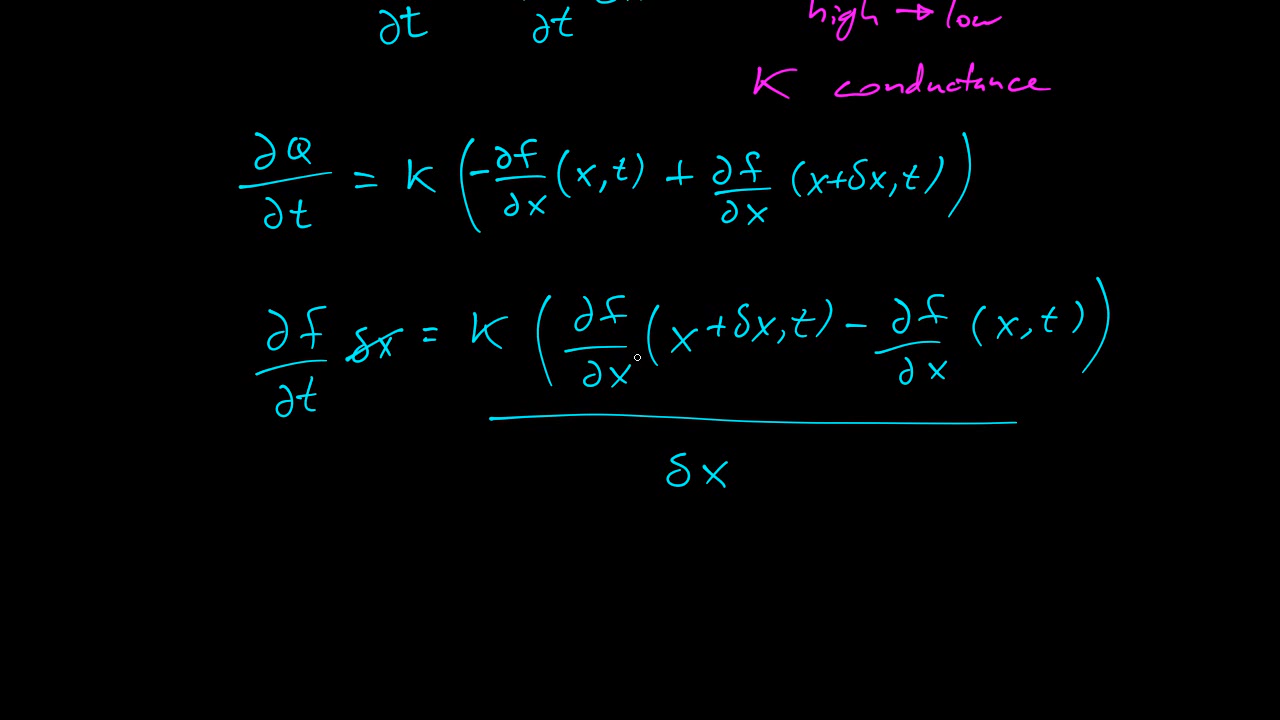 ∂t ∂t high → low
K conductance
∂Q/∂t = K (-∂f/∂x (x,t) + ∂f/∂x (x+δx,t))
∂f/∂t δx = K (∂f/∂x (x+δx,t) - ∂f/∂x (x,t))
δx